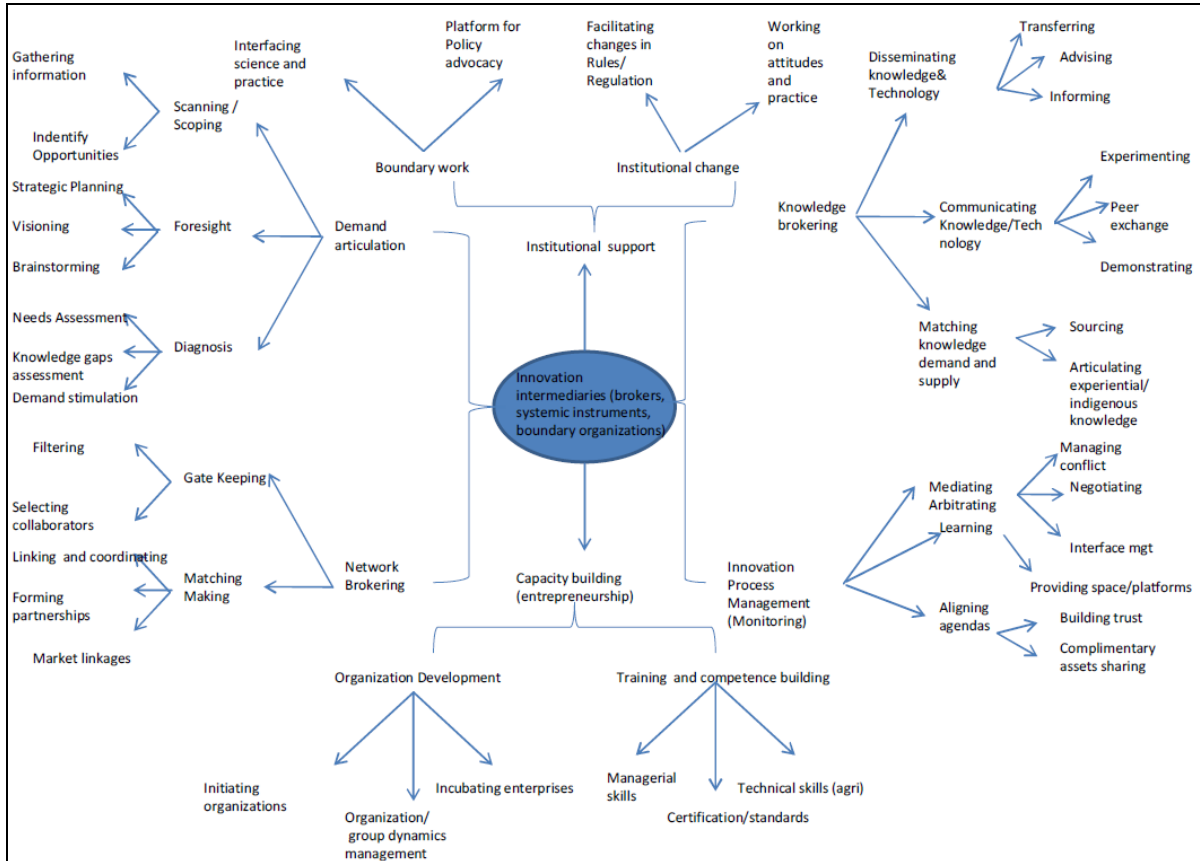 Gathering
information
Indentify
Opportunities
Scanning /
Scoping
Strategic Planning
Visioning
Brainstorming
Foresight
Needs Assessment
Knowledge gaps
assessment
Demand stimulation
Diagnosis
Demand
articulation
Interfacing
science and
practice
Platform for
Policy
advocacy
Boundary work
Facilitating
changes in
Rules/
Regulation
Working
on
attitudes
and
practice
Institutional change
Institutional support
Knowledge
brokering
Disseminating
knowledge&
Technology
Transferring
Advising
Informing
Communicating
Knowledge/Tech
nology
Experimenting
Peer
exchange
Demonstrating
Matching
knowledge
demand and
supply
Sourcing
Articulating
experiential/
indigenous
knowledge
Innovation
intermediaries (brokers,
systemic instruments,
boundary organizations)
Filtering
Selecting
collaborators
Gate Keeping
Linking and coordinating
Forming
partnerships
Market linkages
Matching
Making
Network
Brokering
Capacity building
(entrepreneurship)
Innovation
Process
Management
(Monitoring)
Mediating
Arbitrating
Learning
Managing
conflict
Negotiating
Interface mgt
Providing space/platforms
Aligning
agendas
Building trust
Complimentary
assets sharing
Organization Development
Initiating
organizations
Organization/
group dynamics
management
Incubating enterprises
Training and competence building
Managerial
skills
Certification/standards
Technical skills (agri)